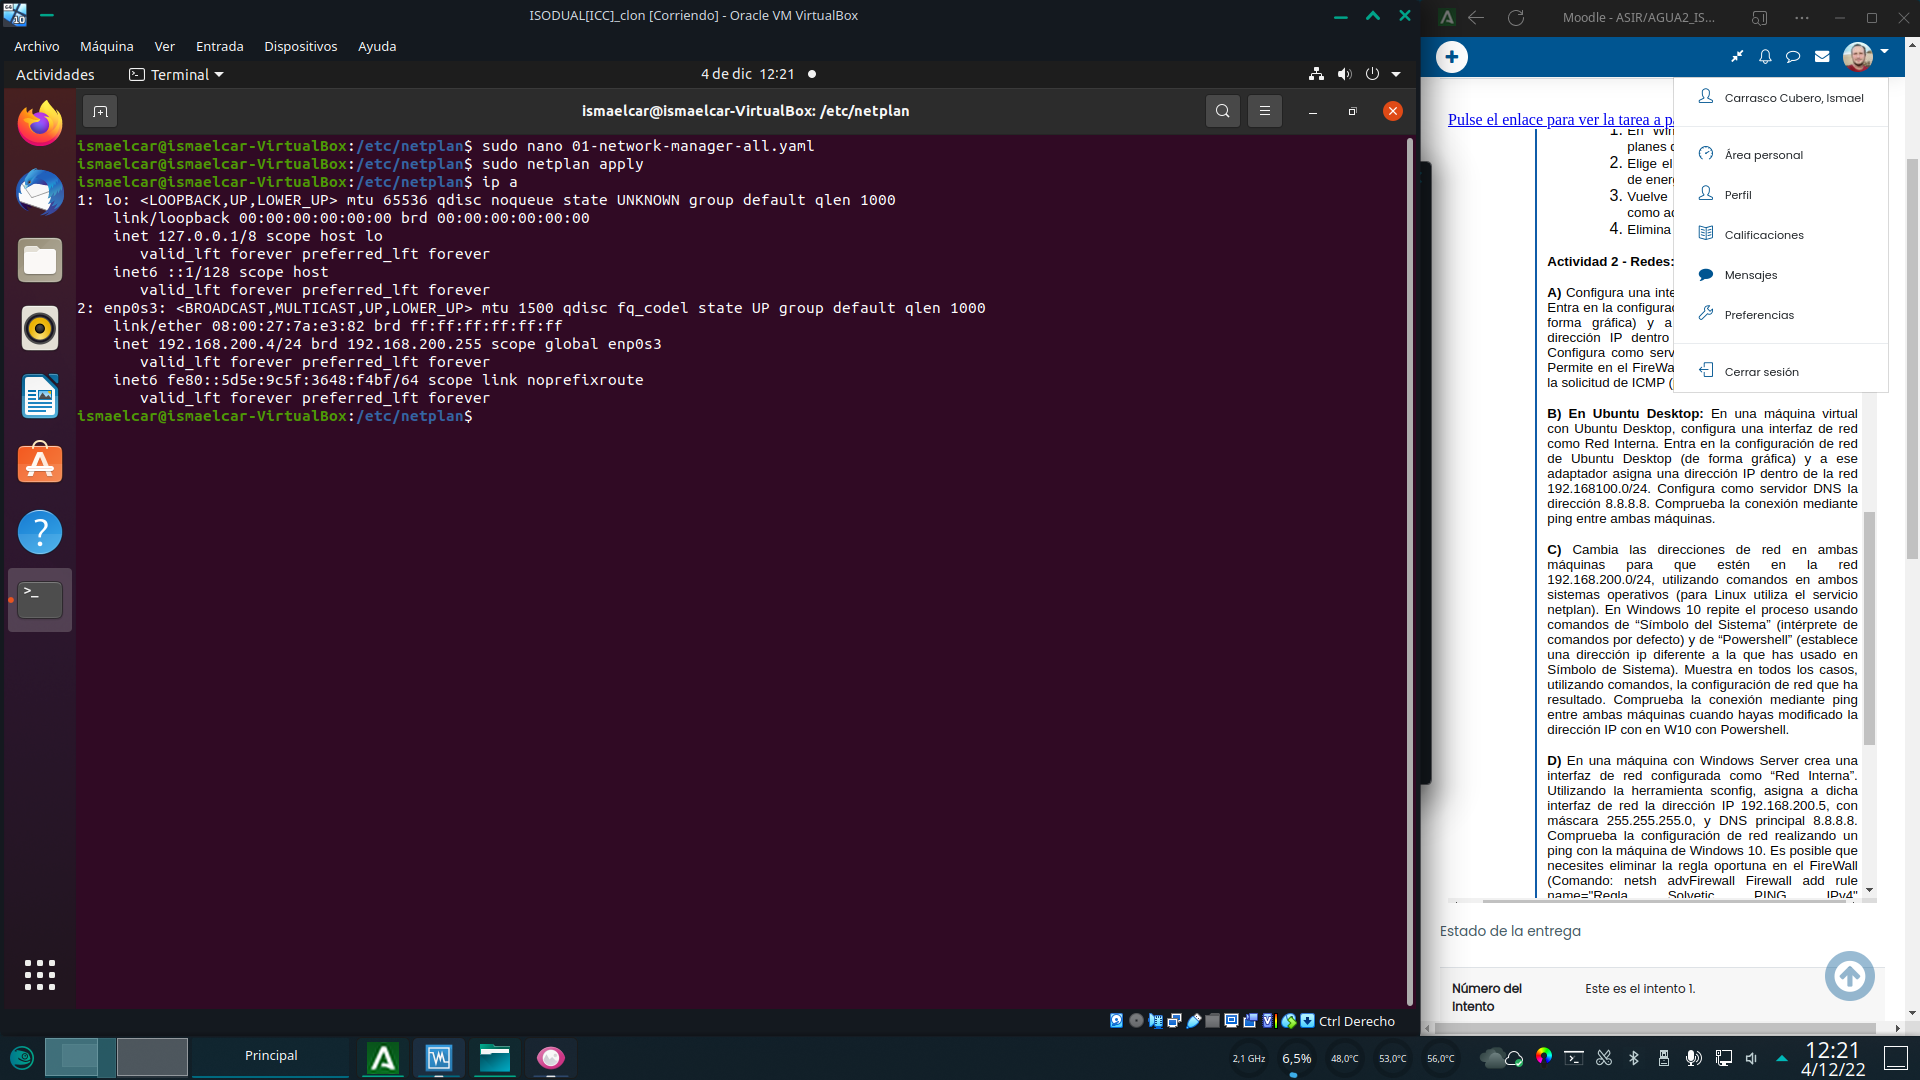 ISODUAL[ICC]_clon [Corriendo] - Oracle VM VirtualBox
Archivo Máquina Ver Entrada Dispositivos Ayuda
Actividades Terminal 4 de dic 12:21
ismaelcar@ismaelcar-VirtualBox: /etc/netplan
ismaelcar@ismaelcar-VirtualBox:/etc/netplan$ sudo nano 01-network-manager-all.yaml
ismaelcar@ismaelcar-VirtualBox:/etc/netplan$ sudo netplan apply
ismaelcar@ismaelcar-VirtualBox:/etc/netplan$ ip a
1: lo: <LOOPBACK,UP,LOWER_UP> mtu 65536 qdisc noqueue state UNKNOWN group default qlen 1000
link/loopback 00:00:00:00:00:00 brd 00:00:00:00:00:00
inet 127.0.0.1/8 scope host lo
valid_lft forever preferred_lft forever
inet6 ::1/128 scope host
valid_lft forever preferred_lft forever
2: enp0s3: <BROADCAST,MULTICAST,UP,LOWER_UP> mtu 1500 qdisc fq_codel state UP group default qlen 1000
link/ether 08:00:27:7a:e3:82 brd ff:ff:ff:ff:ff:ff
inet 192.168.200.4/24 brd 192.168.200.255 scope global enp0s3
valid_lft forever preferred_lft forever
inet6 fe80::5d5e:9c5f:3648:f4bf/64 scope link noprefixroute
valid_lft forever preferred_lft forever
ismaelcar@ismaelcar-VirtualBox:/etc/netplan$
Ctrl Derecho
Moodle - ASIR/AGUA2_IS...
Pulse el enlace para ver la tarea a p
1. En Win
planes d
2. Elige el
de energ
3. Vuelve
como ac
4. Elimina
Actividad 2 - Redes:
A) Configura una inte
Entra en la configurac
forma gráfica) y a
dirección IP dentro
Configura como serv
Permite en el FireWa
la solicitud de ICMP (
Carrasco Cubero, Ismael
Área personal
Perfil
Calificaciones
Mensajes
Preferencias
Cerrar sesión
B) En Ubuntu Desktop: En una máquina virtual
con Ubuntu Desktop, configura una interfaz de red
como Red Interna. Entra en la configuración de red
de Ubuntu Desktop (de forma gráfica) y a ese
adaptador asigna una dirección IP dentro de la red
192.168100.0/24. Configura como servidor DNS la
dirección 8.8.8.8. Comprueba la conexión mediante
ping entre ambas máquinas.
C) Cambia las direcciones de red en ambas
máquinas para que estén en la red
192.168.200.0/24, utilizando comandos en ambos
sistemas operativos (para Linux utiliza el servicio
netplan). En Windows 10 repite el proceso usando
comandos de “Símbolo del Sistema” (intérprete de
comandos por defecto) y de “Powershell” (establece
una dirección ip diferente a la que has usado en
Símbolo de Sistema). Muestra en todos los casos,
utilizando comandos, la configuración de red que ha
resultado. Comprueba la conexión mediante ping
entre ambas máquinas cuando hayas modificado la
dirección IP con en W10 con Powershell.
D) En una máquina con Windows Server crea una
interfaz de red configurada como “Red Interna”.
Utilizando la herramienta sconfig, asigna a dicha
interfaz de red la dirección IP 192.168.200.5, con
máscara 255.255.255.0, y DNS principal 8.8.8.8.
Comprueba la configuración de red realizando un
ping con la máquina de Windows 10. Es posible que
necesites eliminar la regla oportuna en el FireWall
(Comando: netsh advFirewall Firewall add rule
name="Regla Solvetic PING IPv4"
Estado de la entrega
Número del Este es el intento 1.
intento
Principal
2,1 GHz 6,5% 48,0°C 53,0°C 56,0°C
12:21
4/12/22